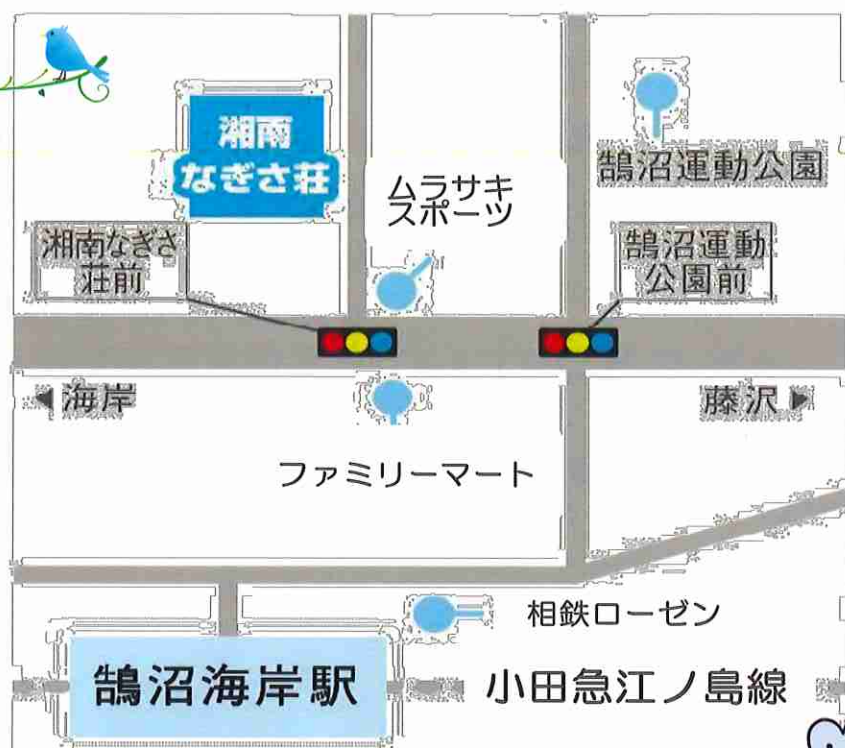 湘南
なぎさ荘
鵠沼運動公園
ムラサキ
スポーツ
湘南なぎさ
荘前
鵠沼運動
公園前
◀海岸
藤沢▶
ファミリーマート
相鉄ローゼン
鵠沼海岸駅
小田急江ノ島線